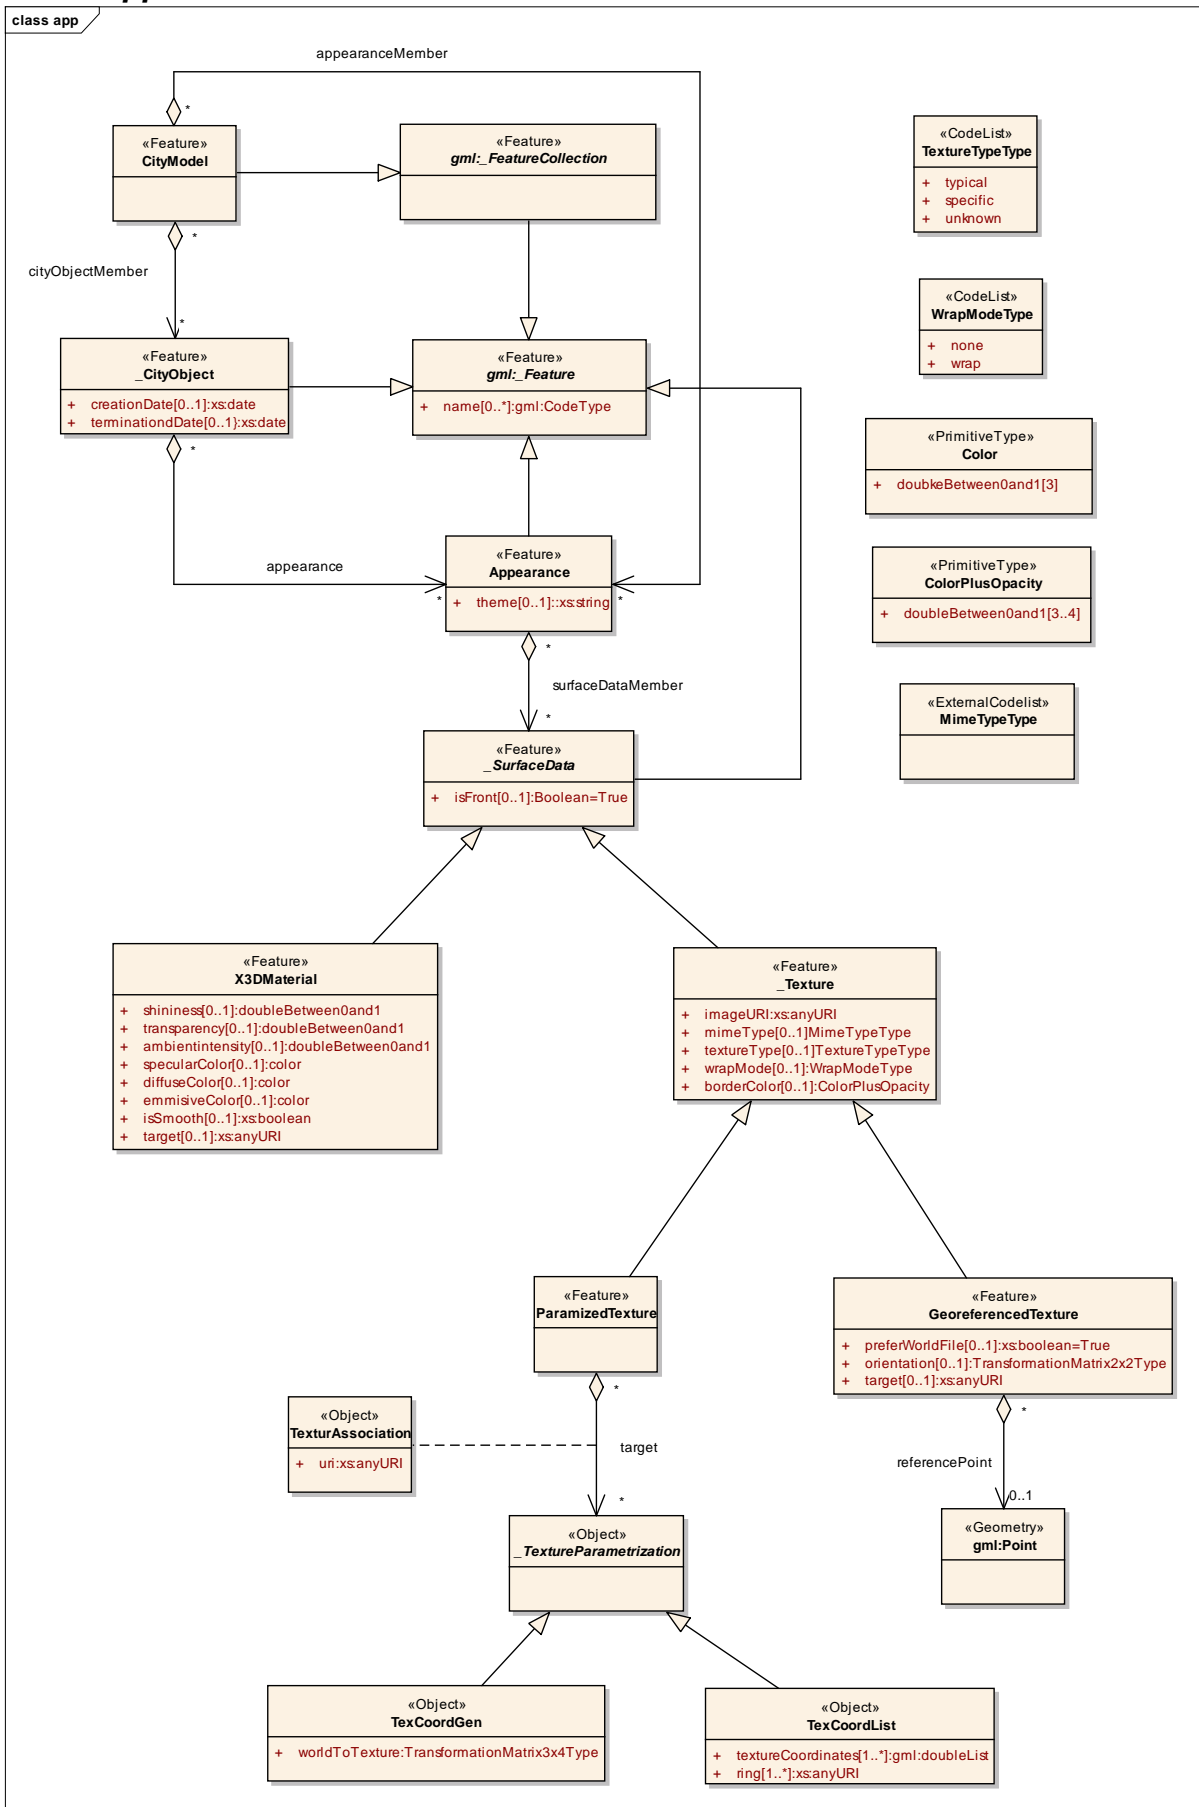 class app
appearanceMember
«Feature»
CityModel
*
«Feature»
gml:_FeatureCollection
*
cityObjectMember
*
«Feature»
_CityObject
+ creationDate[0..1]:xs:date
+ terminationdDate[0..1}:xs:date
*
«Feature»
gml:_Feature
+ name[0..*]:gml:CodeType
appearance
*
«Feature»
Appearance
+ theme[0..1]::xs:string
*
*
surfaceDataMember
*
«Feature»
_SurfaceData
+ isFront[0..1]:Boolean=True
«CodeList»
TextureTypeType
+ typical
+ specific
+ unknown
«CodeList»
WrapModeType
+ none
+ wrap
«PrimitiveType»
Color
+ doubkeBetween0and1[3]
«PrimitiveType»
ColorPlusOpacity
+ doubleBetween0and1[3..4]
«ExternalCodelist»
MimeTypeType
«Feature»
X3DMaterial
+ shininess[0..1]:doubleBetween0and1
+ transparency[0..1]:doubleBetween0and1
+ ambientintensity[0..1]:doubleBetween0and1
+ specularColor[0..1]:color
+ diffuseColor[0..1]:color
+ emmisiveColor[0..1]:color
+ isSmooth[0..1]:xs:boolean
+ target[0..1]:xs:anyURI
«Feature»
_Texture
+ imageURI:xs:anyURI
+ mimeType[0..1]MimeTypeType
+ textureType[0..1]TextureTypeType
+ wrapMode[0..1]:WrapModeType
+ borderColor[0..1]:ColorPlusOpacity
«Feature»
ParamizedTexture
*
«Feature»
GeoreferencedTexture
+ preferWorldFile[0..1]:xs:boolean=True
+ orientation[0..1]:TransformationMatrix2x2Type
+ target[0..1]:xs:anyURI
*
«Object»
TexturAssociation
+ uri:xs:anyURI
target
*
referencePoint
0..1
«Object»
_TextureParametrization
«Geometry»
gml:Point
«Object»
TexCoordGen
+ worldToTexture:TransformationMatrix3x4Type
«Object»
TexCoordList
+ textureCoordinates[1..*]:gml:doubleList
+ ring[1..*]:xs:anyURI